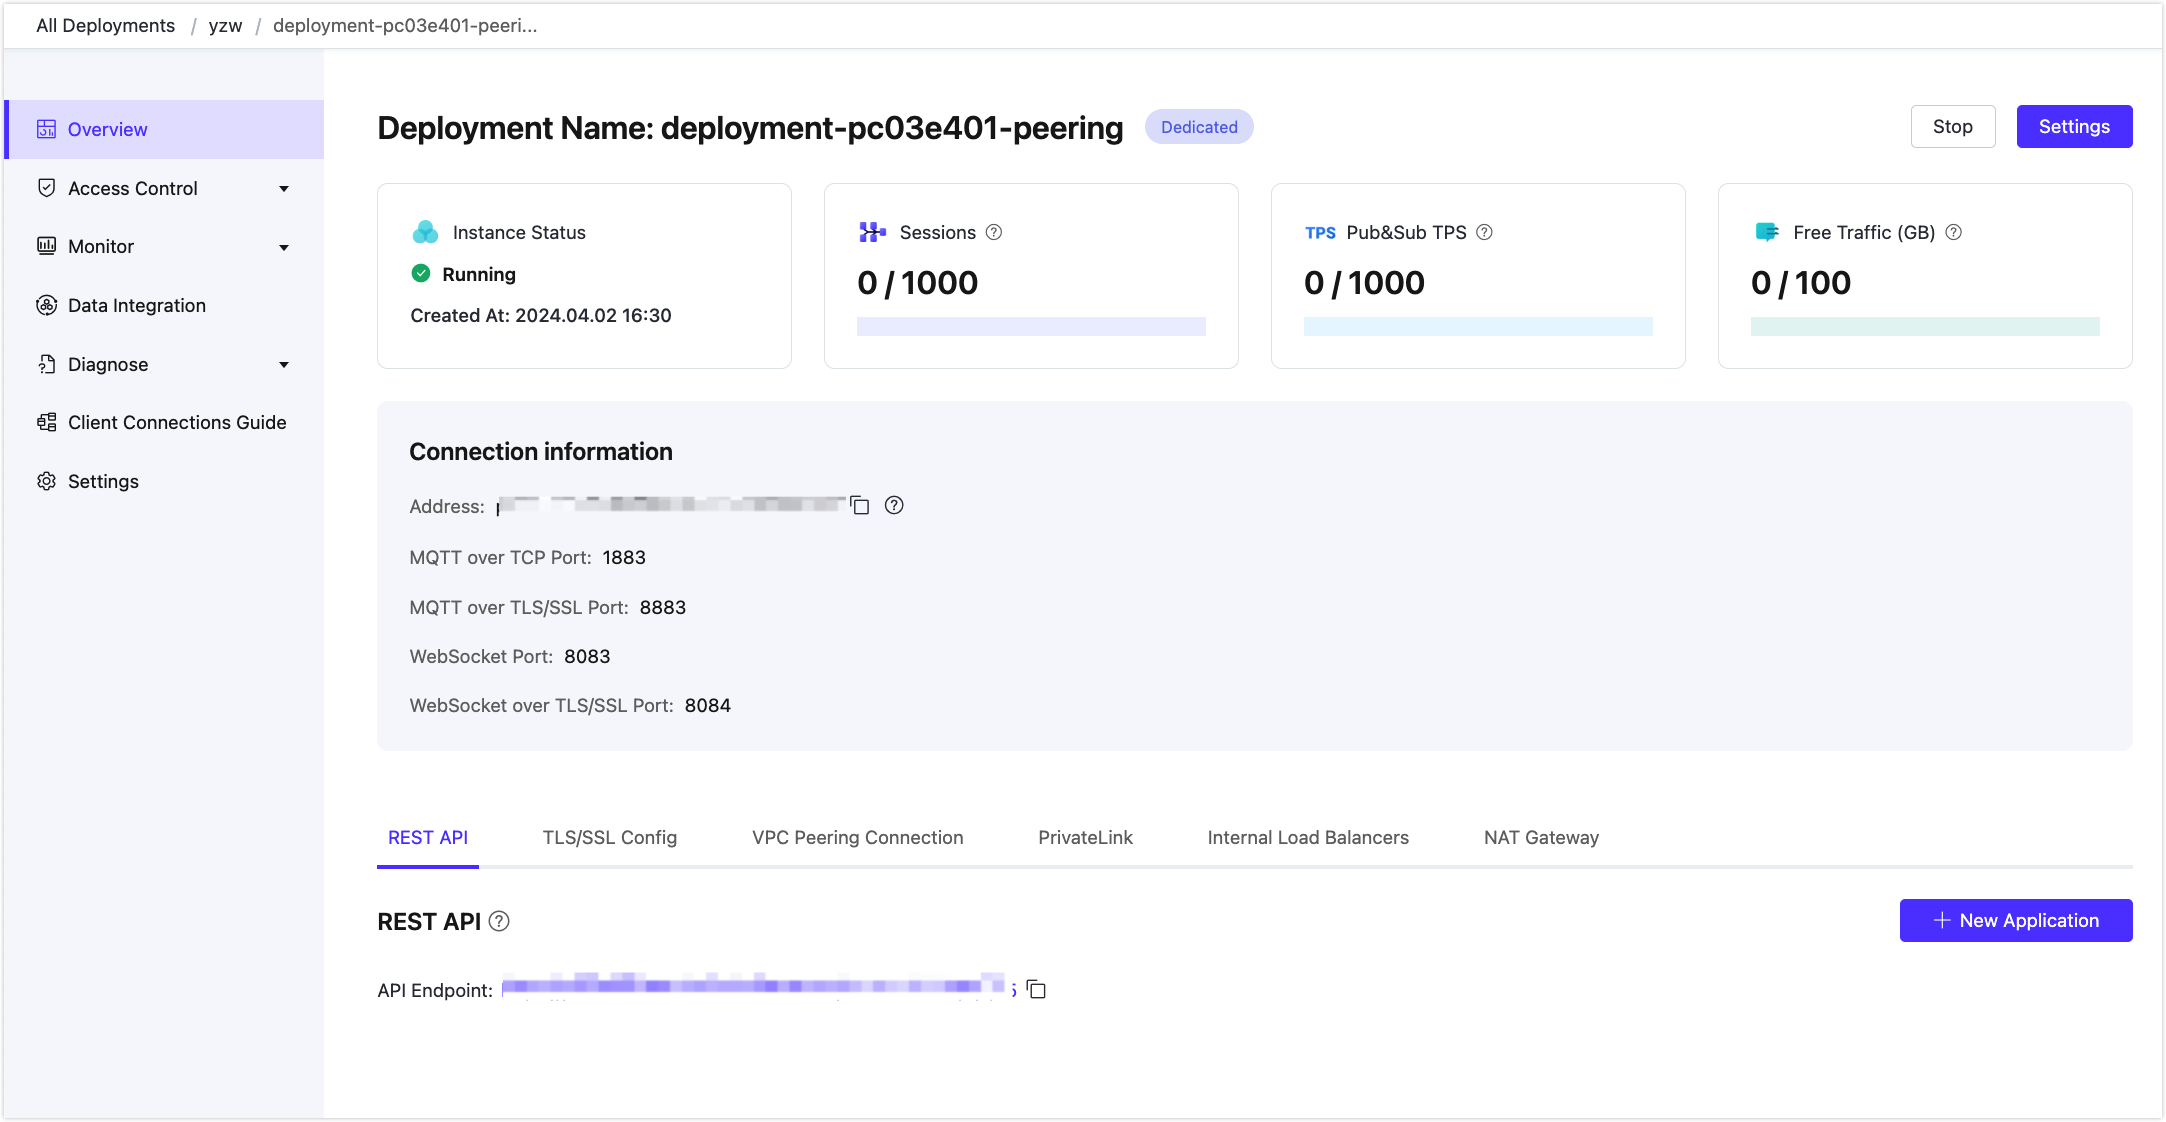 All Deployments / yzw / deployment-pc03e401-peeri...
Overview
Access Control
Monitor
Data Integration
Diagnose
Client Connections Guide
Settings
Deployment Name: deployment-pc03e401-peering
Dedicated
Stop
Settings
Instance Status
Running
Created At: 2024.04.02 16:30
Sessions
0 / 1000
TPS Pub&Sub TPS
0 / 1000
Free Traffic (GB)
0 / 100
Connection information
Address:
MQTT over TCP Port: 1883
MQTT over TLS/SSL Port: 8883
WebSocket Port: 8083
WebSocket over TLS/SSL Port: 8084
REST API
TLS/SSL Config
VPC Peering Connection
PrivateLink
Internal Load Balancers
NAT Gateway
REST API
+ New Application
API Endpoint: